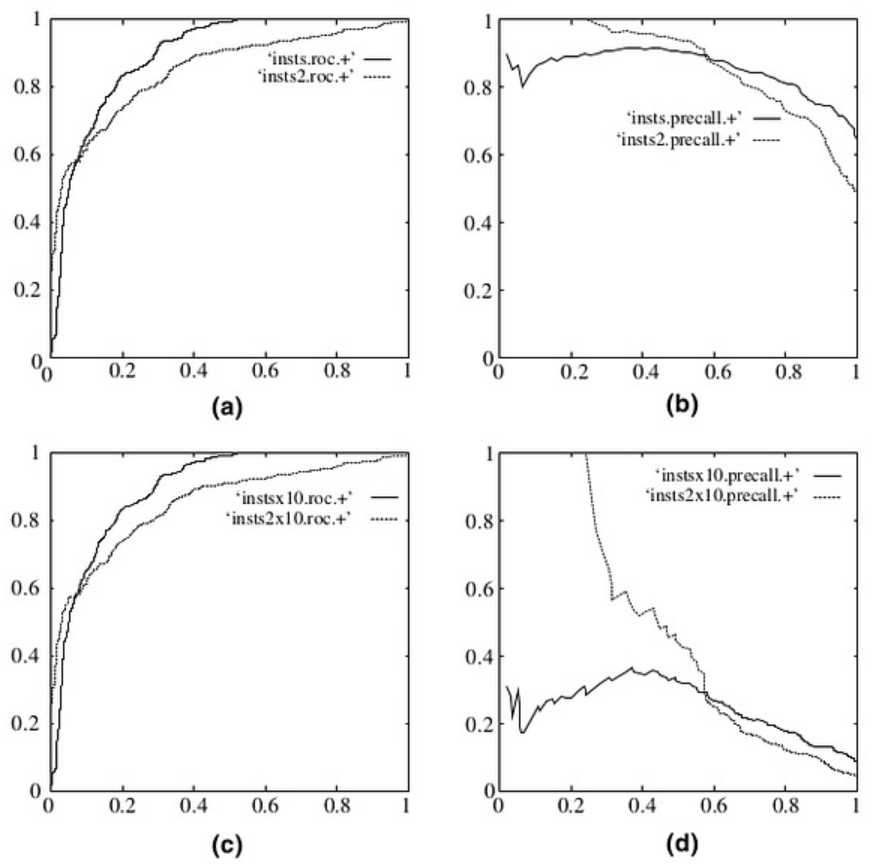 1
0.8
0.6
0.4
0.2
0
0 0.2 0.4 0.6 0.8 1
‘insts.roc.+’
‘insts2.roc.+’
(a)
1
0.8
0.6
0.4
0.2
0
0 0.2 0.4 0.6 0.8 1
‘insts.precall.+’
‘insts2.precall.+’
(b)
1
0.8
0.6
0.4
0.2
0
0 0.2 0.4 0.6 0.8 1
‘instsx10.roc.+’
‘insts2x10.roc.+’
(c)
1
0.8
0.6
0.4
0.2
0
0 0.2 0.4 0.6 0.8 1
‘instsx10.precall.+’
‘insts2x10.precall.+’
(d)